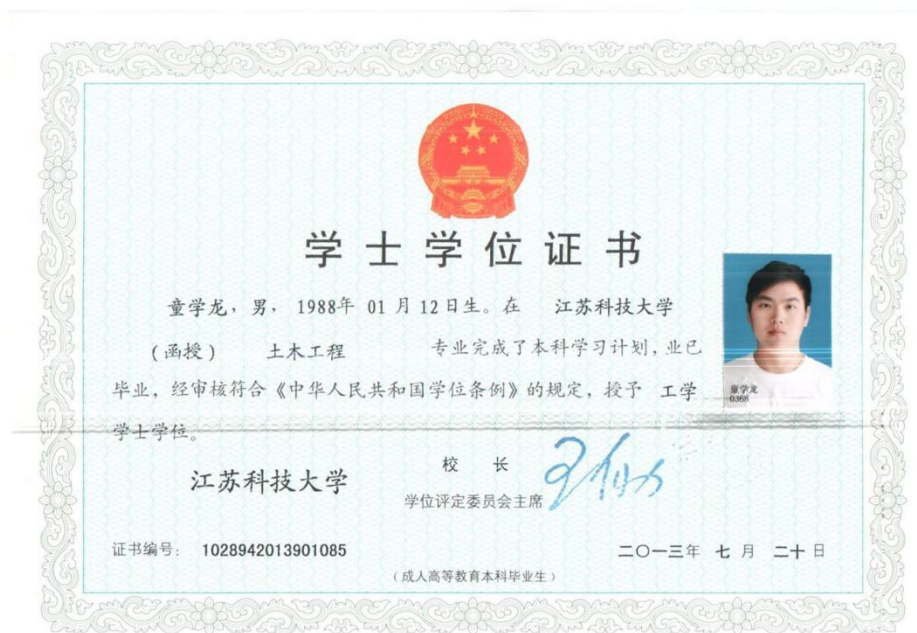 学士学位证书
童学龙，男， 1988年 01 月 12 日生。在 江苏科技大学
（函授） 土木工程 专业完成了本科学习计划，业已
毕业，经审核符合《中华人民共和国学位条例》的规定，授予 工学
学士学位。
童学龙
0368
江苏科技大学
校 长
学位评定委员会主席
证书编号： 1028942013901085
二〇一三年 七 月 二十 日
（成人高等教育本科毕业生）